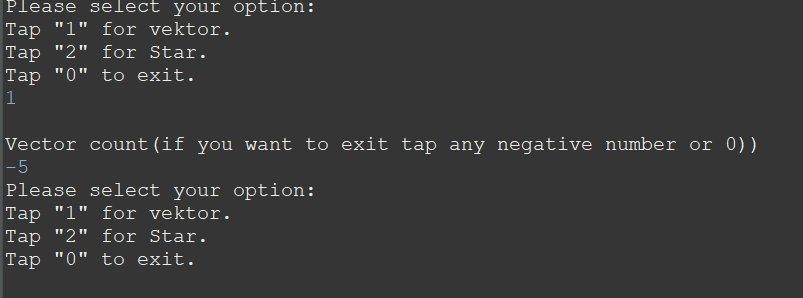 Please select your option:
Tap "1" for vektor.
Tap "2" for Star.
Tap "0" to exit.
1
Vector count(if you want to exit tap any negative number or 0))
-5
Please select your option:
Tap "1" for vektor.
Tap "2" for Star.
Tap "0" to exit.